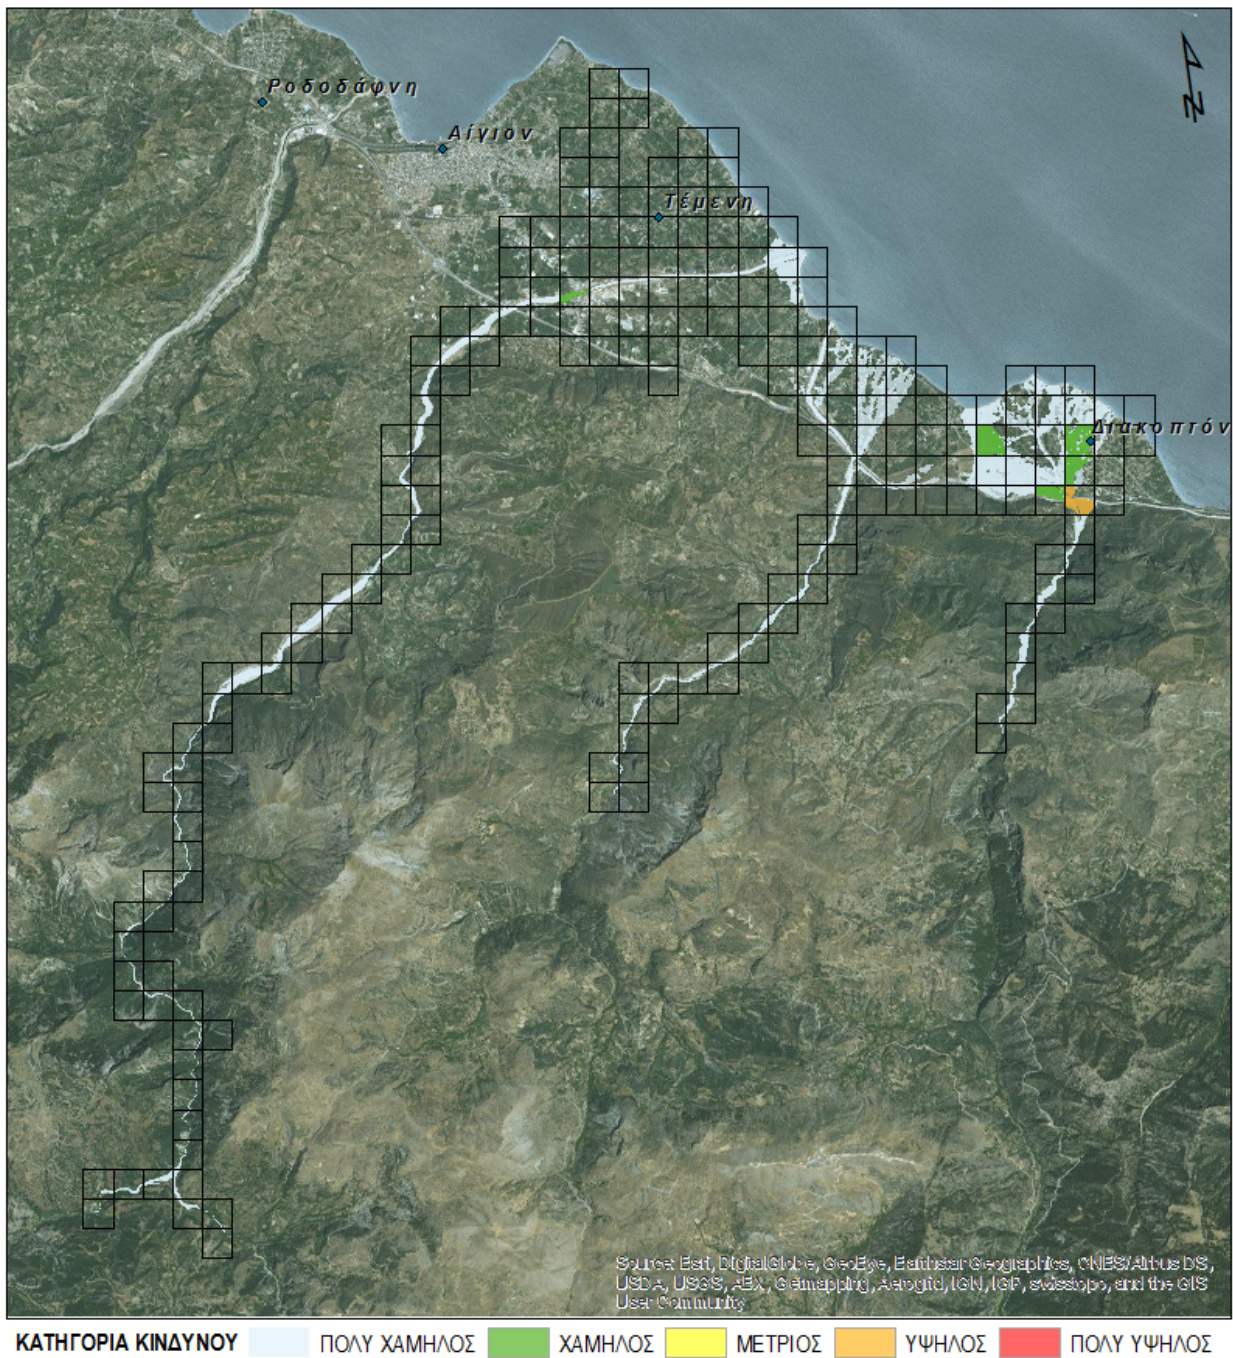 Ροδοδάφνη
Αίγιον
Τέμενη
Διακοπτόν
N
Source: Esri, DigitalGlobe, GeoEye, Earthstar Geographics, CNES/Airbus DS,
USDA, USGS, AEX, Getmapping, Aerogrid, IGN, IGP, swisstopo, and the GIS
User Community
ΚΑΤΗΓΟΡΙΑ ΚΙΝΔΥΝΟΥ ΠΟΛΥ ΧΑΜΗΛΟΣ ΧΑΜΗΛΟΣ ΜΕΤΡΙΟΣ ΥΨΗΛΟΣ ΠΟΛΥ ΥΨΗΛΟΣ